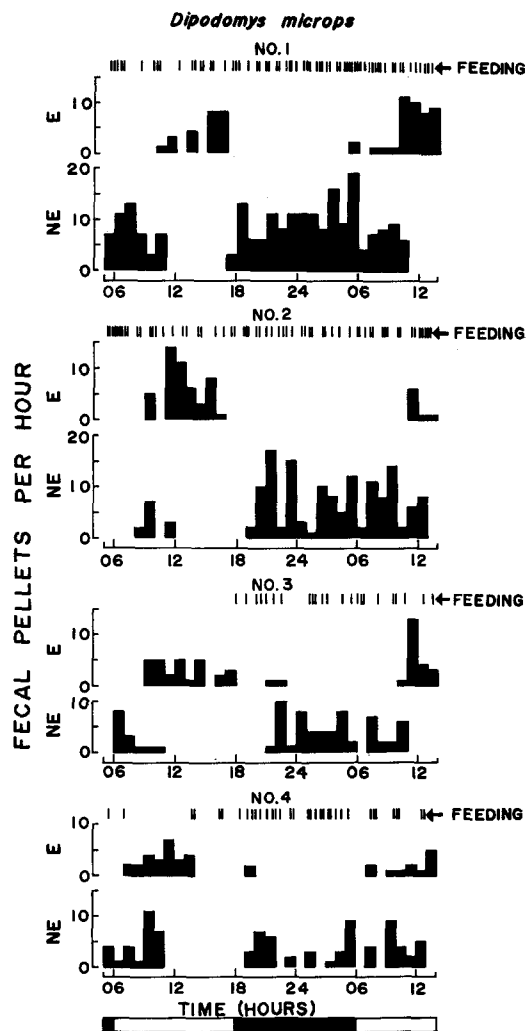 Dipodomys microps
NO. 1
← FEEDING
E
10
0
NE
20
10
0
06 12 18 24 06 12
NO. 2
← FEEDING
E
10
0
NE
20
10
0
06 12 18 24 06 12
NO. 3
← FEEDING
E
10
0
NE
10
0
06 12 18 24 06 12
NO. 4
← FEEDING
E
10
0
NE
10
0
06 12 18 24 06 12
TIME (HOURS)
FECAL PELLETS PER HOUR